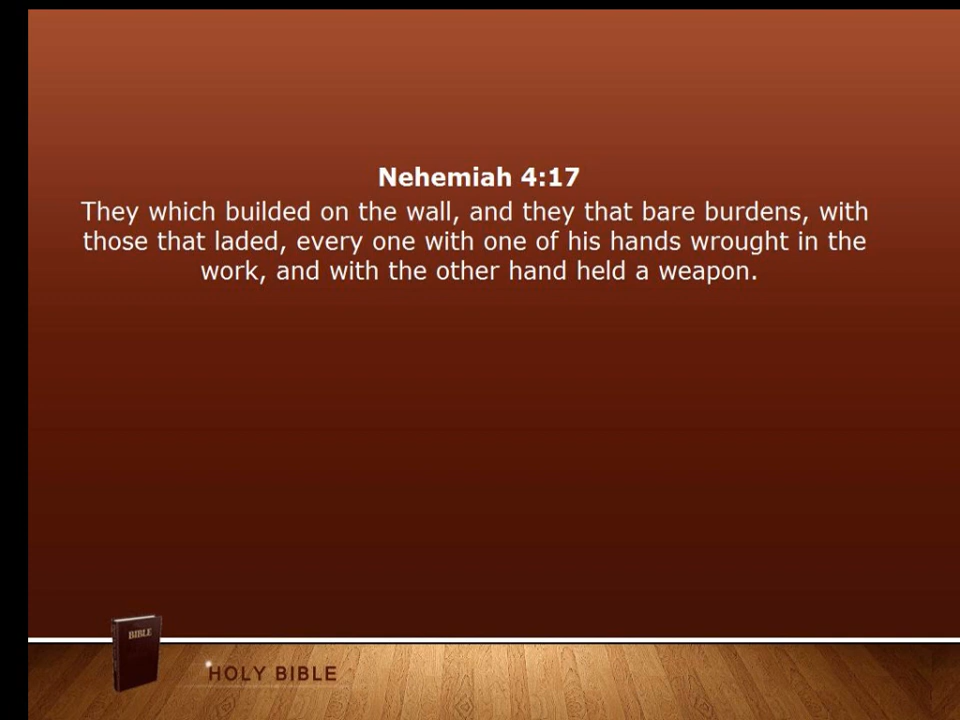 Nehemiah 4:17
They which builded on the wall, and they that bare burdens, with
those that laded, every one with one of his hands wrought in the
work, and with the other hand held a weapon.
BIBLE
HOLY BIBLE